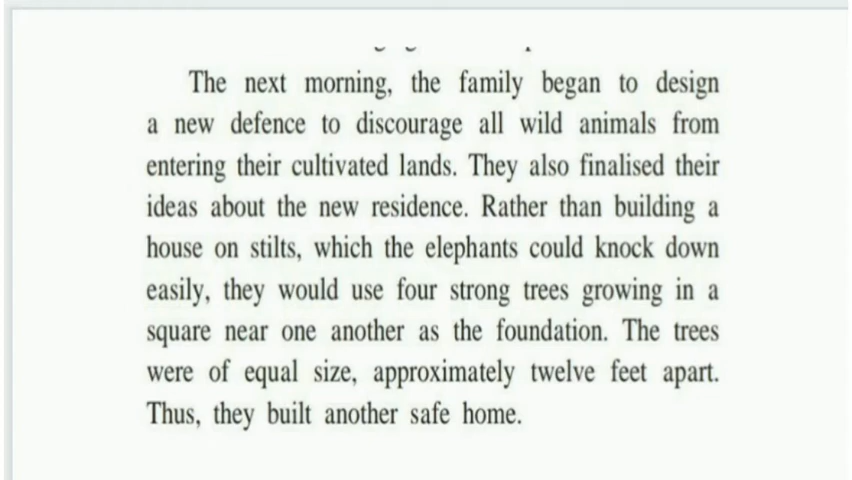 The next morning, the family began to design
a new defence to discourage all wild animals from
entering their cultivated lands. They also finalised their
ideas about the new residence. Rather than building a
house on stilts, which the elephants could knock down
easily, they would use four strong trees growing in a
square near one another as the foundation. The trees
were of equal size, approximately twelve feet apart.
Thus, they built another safe home.